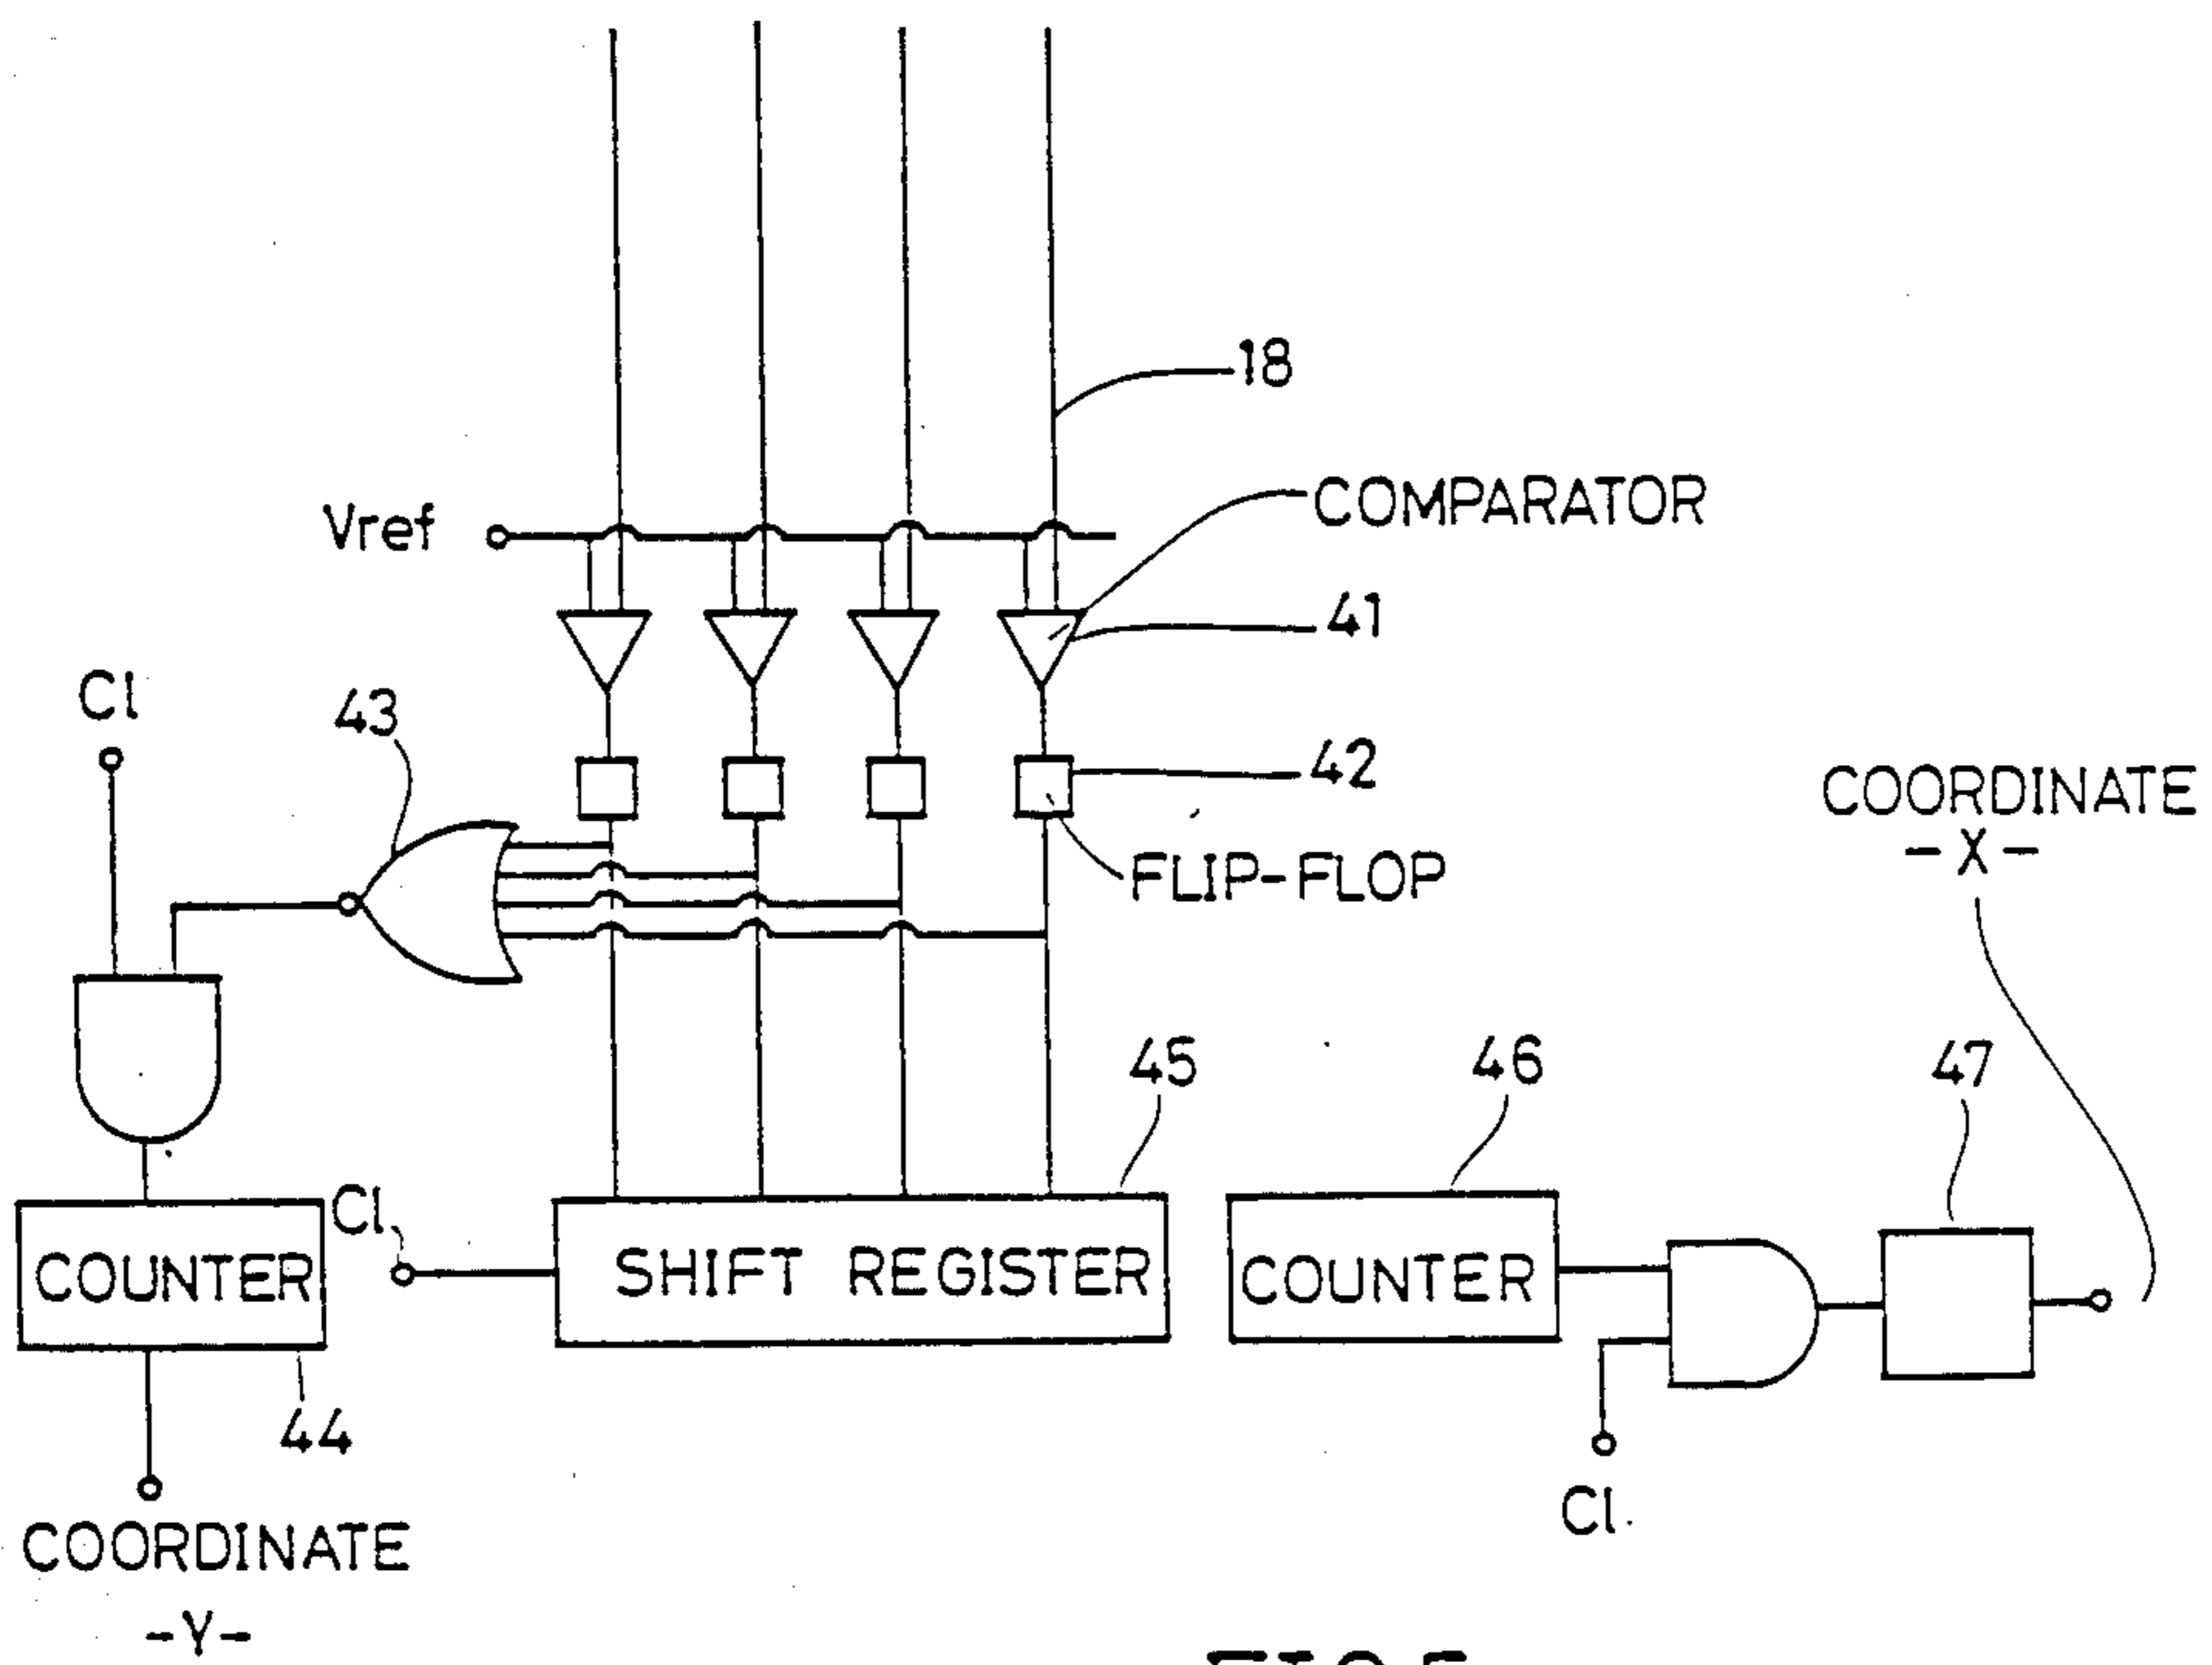 18
COMPARATOR
Vref
41
Cl
43
42
COORDINATE
-X-
FLIP-FLOP
45
46
47
Cl.
COUNTER
SHIFT REGISTER
COUNTER
44
Cl.
COORDINATE
-Y-